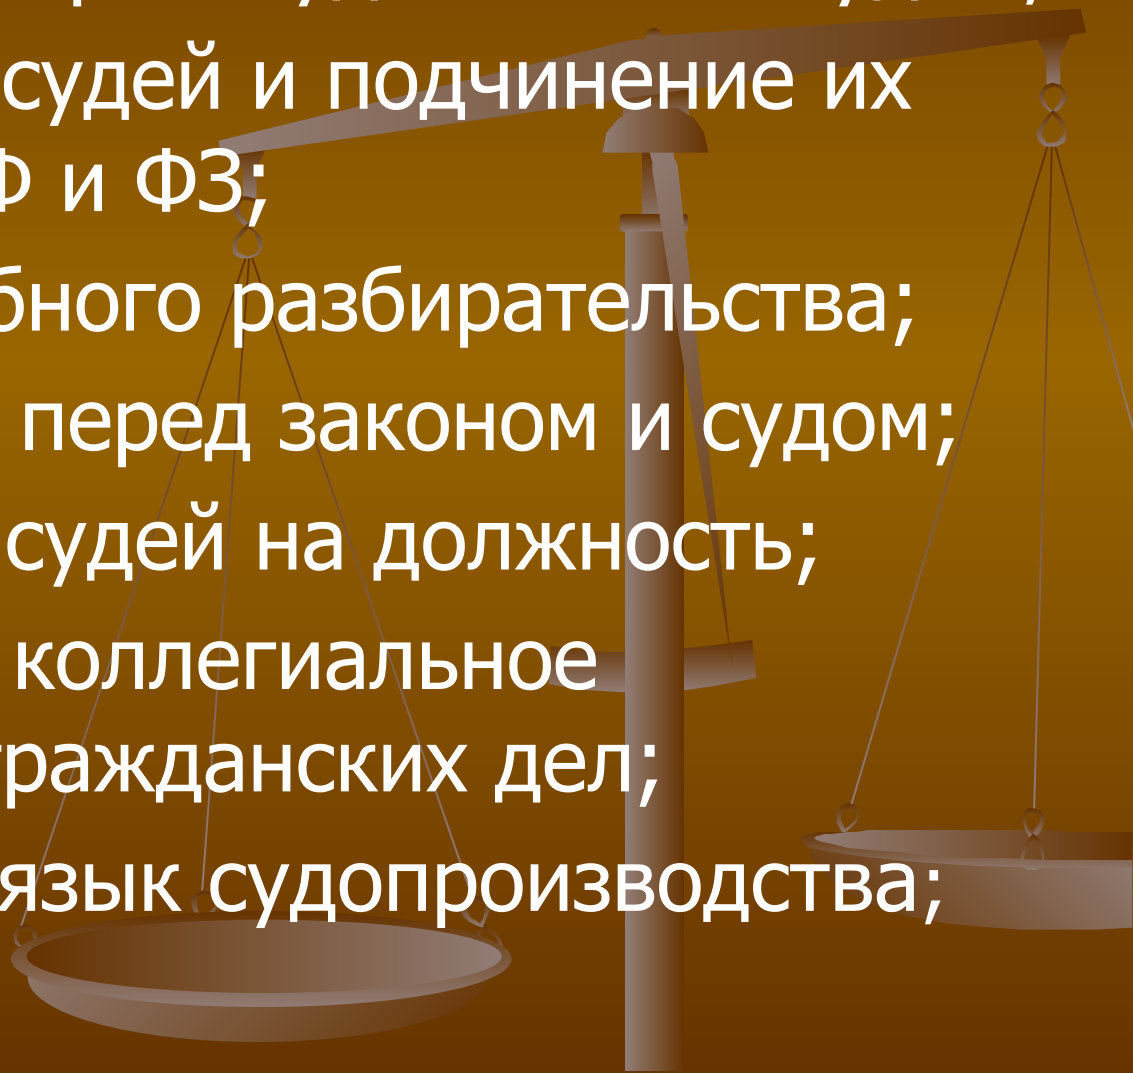 судей и подчинение их
Ф и ФЗ;
бного разбирательства;
перед законом и судом;
судей на должность;
коллегиальное
гражданских дел;
язык судопроизводства;